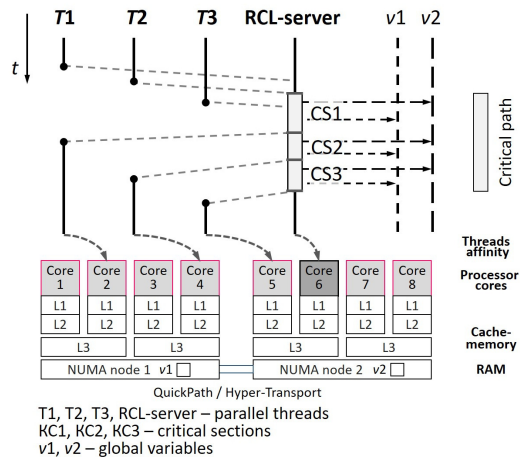 T1 T2 T3 RCL-server v1 v2
t
CS1
CS2
CS3
Critical path
Threads affinity
Core 1 Core 2 Core 3 Core 4 Core 5 Core 6 Core 7 Core 8
Processor cores
L1 L1 L1 L1 L1 L1 L1 L1
L2 L2 L2 L2 L2 L2 L2 L2
Cache-memory
L3 L3 L3 L3
NUMA node 1 v1 NUMA node 2 v2
RAM
QuickPath / Hyper-Transport
T1, T2, T3, RCL-server – parallel threads
КС1, КС2, КС3 – critical sections
v1, v2 – global variables